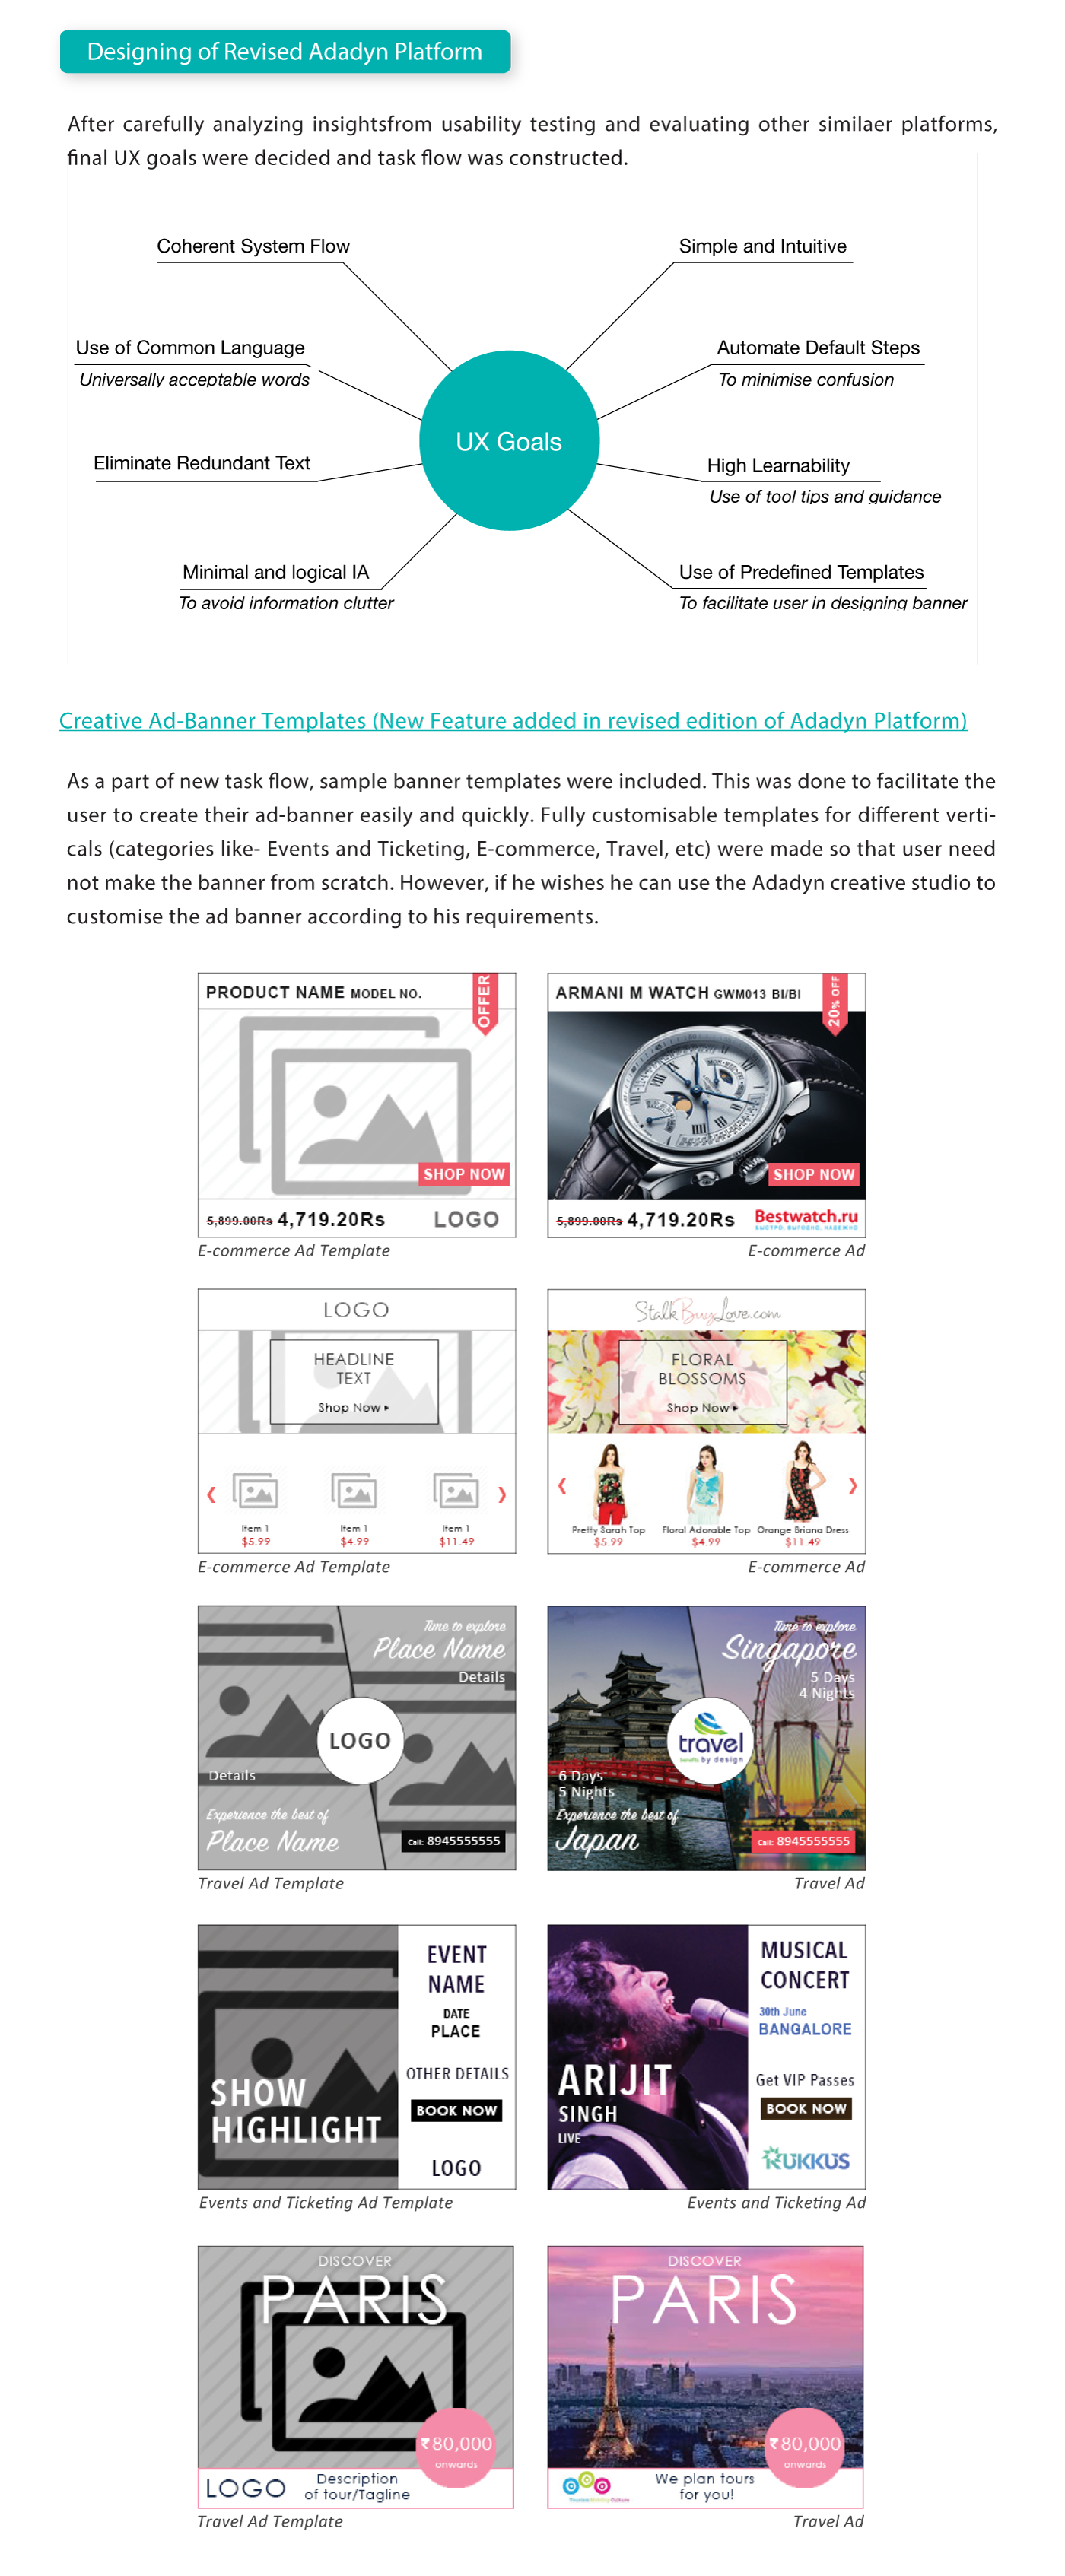 Designing of Revised Adadyn Platform
After carefully analyzing insightsfrom usability testing and evaluating other similaer platforms,
final UX goals were decided and task flow was constructed.
Coherent System Flow
Simple and Intuitive
Use of Common Language
Universally acceptable words
Automate Default Steps
To minimise confusion
UX Goals
Eliminate Redundant Text
High Learnability
Use of tool tips and guidance
Minimal and logical IA
To avoid information clutter
Use of Predefined Templates
To facilitate user in designing banner
Creative Ad-Banner Templates (New Feature added in revised edition of Adadyn Platform)
As a part of new task flow, sample banner templates were included. This was done to facilitate the
user to create their ad-banner easily and quickly. Fully customisable templates for different verti-
cals (categories like- Events and Ticketing, E-commerce, Travel, etc) were made so that user need
not make the banner from scratch. However, if he wishes he can use the Adadyn creative studio to
customise the ad banner according to his requirements.
PRODUCT NAME MODEL NO.
OFFER
SHOP NOW
5,899.00Rs 4,719.20Rs
LOGO
E-commerce Ad Template
ARMANI M WATCH GWM013 BI/BI
20% OFF
SHOP NOW
5,899.00Rs 4,719.20Rs
Bestwatch.ru
БЫСТРО, ВЫГОДНО, НАДЕЖНО
E-commerce Ad
LOGO
HEADLINE
TEXT
Shop Now
Item 1 Item 1 Item 1
$5.99 $4.99 $11.49
E-commerce Ad Template
StalkBuyLove.com
FLORAL
BLOSSOMS
Shop Now
Pretty Sarah Top Floral Adorable Top Orange Briana Dress
$5.99 $4.99 $11.49
E-commerce Ad
Time to explore
Place Name
Details
LOGO
Details
Experience the best of
Place Name
Call: 8945555555
Travel Ad Template
Time to explore
Singapore
5 Days
4 Nights
travel
benefits by design
6 Days
5 Nights
Experience the best of
Japan
Call: 8945555555
Travel Ad
EVENT
NAME
DATE
PLACE
OTHER DETAILS
BOOK NOW
LOGO
SHOW
HIGHLIGHT
Events and Ticketing Ad Template
MUSICAL
CONCERT
30th June
BANGALORE
Get VIP Passes
BOOK NOW
KUKKUS
ARIJIT
SINGH
LIVE
Events and Ticketing Ad
DISCOVER
PARIS
₹80,000
onwards
LOGO
Description
of tour/Tagline
Travel Ad Template
DISCOVER
PARIS
₹80,000
onwards
We plan tours
for you!
Travel Ad